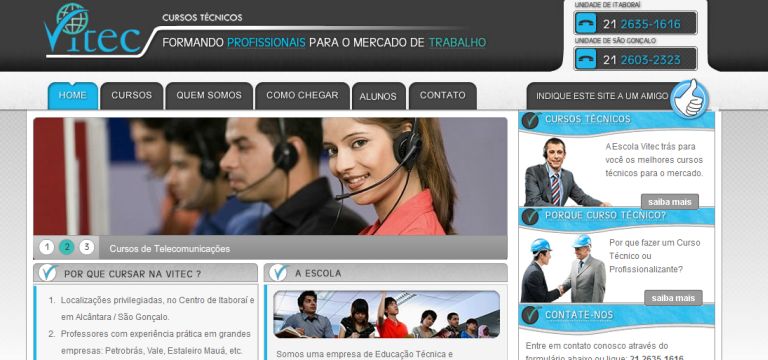 Vitec
CURSOS TÉCNICOS
FORMANDO PROFISSIONAIS PARA O MERCADO DE TRABALHO
UNIDADE DE ITABORAÍ
21 2635-1616
UNIDADE DE SÃO GONÇALO
21 2603-2323
HOME
CURSOS
QUEM SOMOS
COMO CHEGAR
ALUNOS
CONTATO
INDIQUE ESTE SITE A UM AMIGO
1 2 3
Cursos de Telecomunicações
POR QUE CURSAR NA VITEC ?
1. Localizações privilegiadas, no Centro de Itaboraí e
em Alcântara / São Gonçalo.
2. Professores com experiência prática em grandes
empresas: Petrobrás, Vale, Estaleiro Mauá, etc.
A ESCOLA
Somos uma empresa de Educação Técnica e
CURSOS TÉCNICOS
A Escola Vitec trás para
você os melhores cursos
técnicos para o mercado.
saiba mais
PORQUE CURSO TÉCNICO?
Por que fazer um Curso
Técnico ou
Profissionalizante?
saiba mais
CONTATE-NOS
Entre em contato conosco através do
formulário abaixo ou ligue: 21 2635 1616